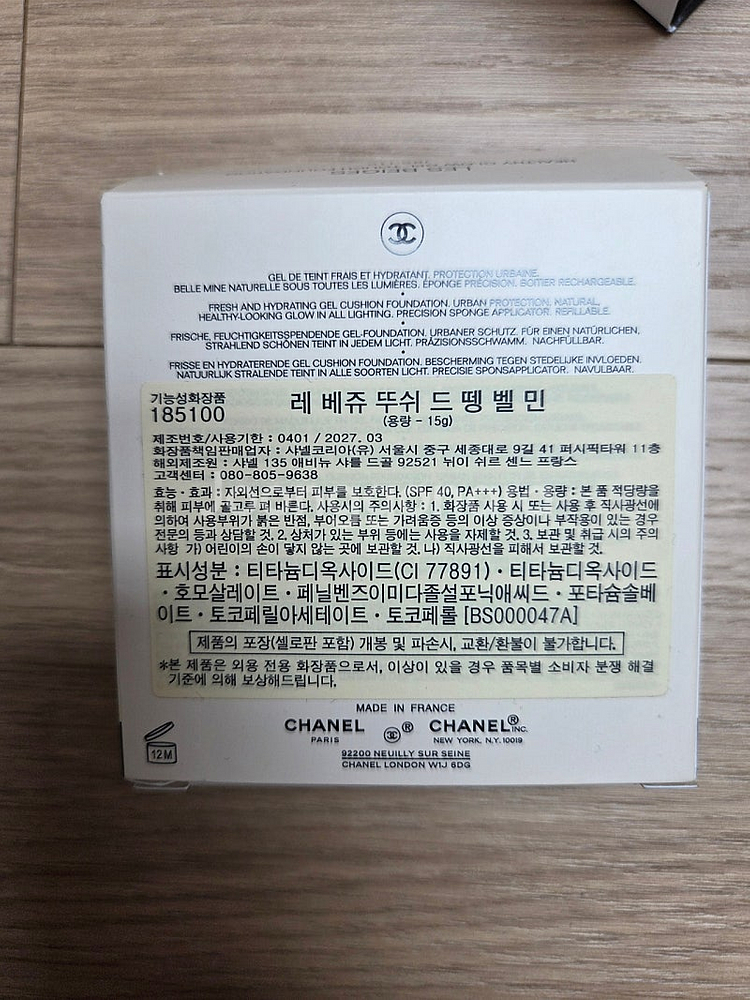 LES BEIGES
GEL DE TEINT FRAIS ET HYDRATANT. PROTECTION URBAINE.
BELLE MINE NATURELLE SOUS TOUTES LES LUMIÈRES. ÉPONGE PRÉCISION. BOITIER RECHARGEABLE.
FRESH AND HYDRATING GEL CUSHION FOUNDATION. URBAN PROTECTION. NATURAL,
HEALTHY-LOOKING GLOW IN ALL LIGHTING. PRECISION SPONGE APPLICATOR. REFILLABLE.
FRISCHE, FEUCHTIGKEITSSPENDENDE GEL-FOUNDATION. URBANER SCHUTZ. FÜR EINEN NATÜRLICHEN,
STRAHLEND SCHÖNEN TEINT IN JEDEM LICHT. PRÄZISIONSSCHWAMM. NACHFÜLLBAR.
FRISSE EN HYDRATERENDE GEL CUSHION FOUNDATION. BESCHERMING TEGEN STEDELIJKE INVLOEDEN.
NATUURLIJK STRALENDE TEINT IN ALLE SOORTEN LICHT. PRECISIE SPONSAPPLICATOR. NAVULBAAR.
기능성화장품
185100
레 베쥬 뚜쉬 드 뗑 벨 민
(용량 - 15g)
제조번호/사용기한 : 0401 / 2027. 03
화장품책임판매업자 : 샤넬코리아(유) 서울시 중구 세종대로 9길 41 퍼시픽타워 11층
해외제조원 : 샤넬 135 애비뉴 샤를 드골 92521 뉘이 쉬르 센느 프랑스
고객센터 : 080-805-9638
효능 · 효과 : 자외선으로부터 피부를 보호한다. (SPF 40, PA+++) 용법 · 용량 : 본 품 적당량을
취해 피부에 골고루 펴 바른다. 사용시의 주의사항 : 1. 화장품 사용 시 또는 사용 후 직사광선에
의하여 사용부위가 붉은 반점, 부어오름 또는 가려움증 등의 이상 증상이나 부작용이 있는 경우
전문의 등과 상담할 것. 2. 상처가 있는 부위 등에는 사용을 자제할 것. 3. 보관 및 취급 시의 주의
사항 가) 어린이의 손이 닿지 않는 곳에 보관할 것. 나) 직사광선을 피해서 보관할 것.
표시성분 : 티타늄디옥사이드(CI 77891) · 티타늄디옥사이드
· 호모살레이트 · 페닐벤즈이미다졸설포닉애씨드 · 포타슘솔베
이트 · 토코페릴아세테이트 · 토코페롤 [BS000047A]
제품의 포장(셀로판 포함) 개봉 및 파손시, 교환/환불이 불가합니다.
*본 제품은 외용 전용 화장품으로서, 이상이 있을 경우 품목별 소비자 분쟁 해결
기준에 의해 보상해드립니다.
MADE IN FRANCE
CHANEL ® CHANEL® INC.
PARIS NEW YORK, N.Y. 10019
92200 NEUILLY SUR SEINE
CHANEL LONDON W1J 6DG
12M